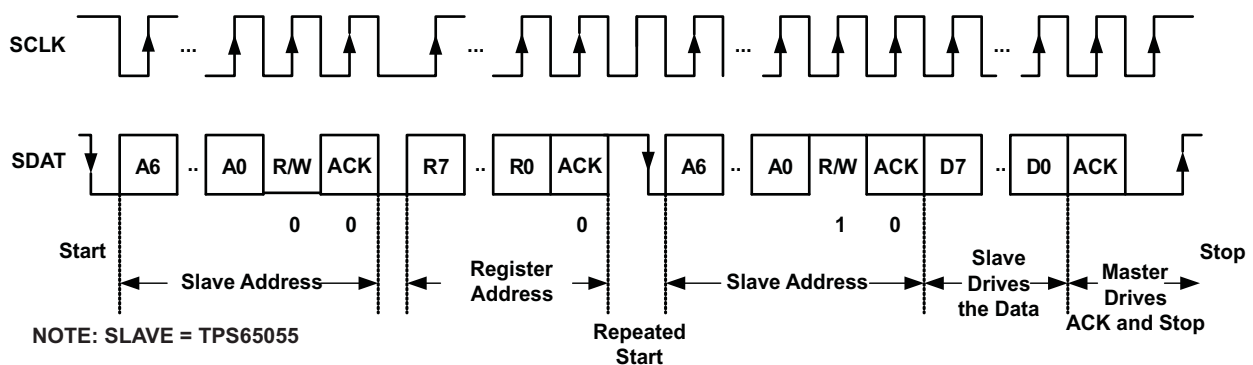 SCLK ... ... ... ...
SDAT A6 .. A0 R/W ACK R7 .. R0 ACK A6 .. A0 R/W ACK D7 .. D0 ACK
0 0 0 1 0
Start
Slave Address
Register
Address
Repeated
Start
Slave Address
Slave
Drives
the Data
Master
Drives
ACK and Stop
Stop
NOTE: SLAVE = TPS65055